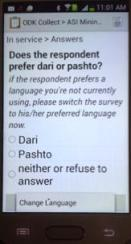 11:01 AM
ODK Collect > ASI Minin...
In service > Answers
Does the respondent
prefer dari or pashto?
if the respondent prefers a
language you're not currently
using, please switch the survey
to his/her preferred language
now.
Dari
Pashto
neither or refuse to
answer
Change Language